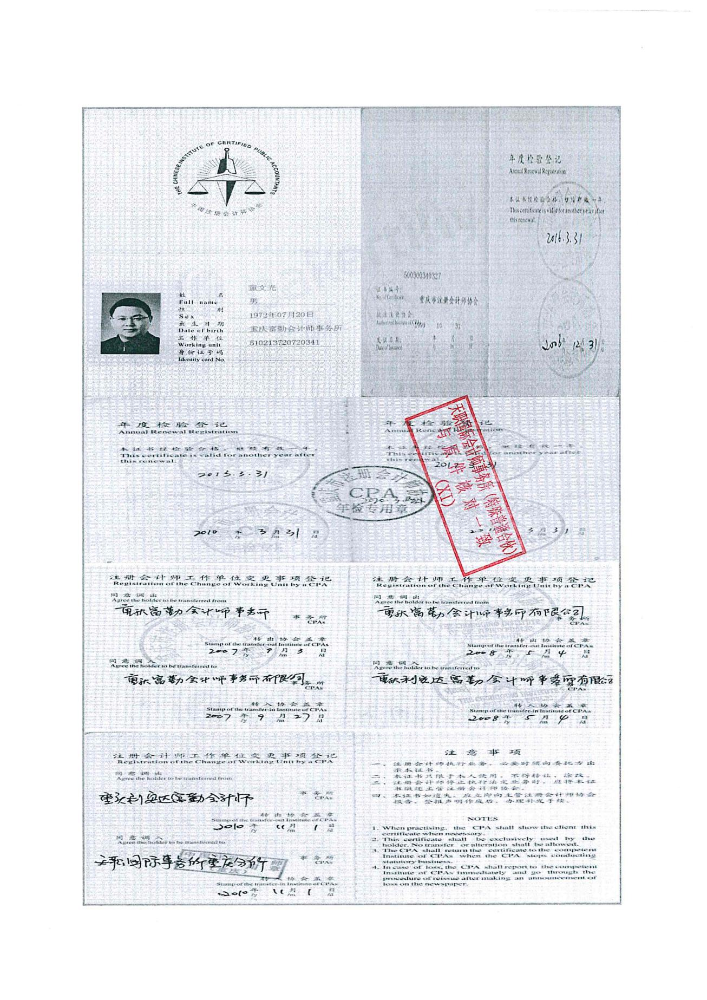 THE CHINESE INSTITUTE OF CERTIFIED PUBLIC ACCOUNTANTS
中国注册会计师协会
姓 名
Full name
童文光
性 别
Sex
男
出生日期
Date of birth
1972年07月20日
工作单位
Working unit
重庆富勤会计师事务所
身份证号码
Identity card No.
510213720720341
500300340327
证书编号:
No. of Certificate
重庆市注册会计师协会
批准注册协会:
Authorized Institute of CPAs
1999 10 31
发证日期:
年 月 日
Date of Issuance
年度检验登记
Annual Renewal Registration
本证书经检验合格,继续有效一年。
This certificate is valid for another year after
this renewal.
2016.3.31
2006 12 31
年度检验登记
Annual Renewal Registration
本证书经检验合格,继续有效一年。
This certificate is valid for another year after
this renewal.
2015.3.31
2010 年 3 月 31 日
/y /m /d
重庆市注册会计师协会
CPA
年检专用章
年度检验登记
Annual Renewal Registration
本证书经检验合格,继续有效一年。
This certificate is valid for another year after
this renewal.
3 月 31 日
天职国际会计师事务所(特殊普通合伙)
与原件核对一致
(XI)
注册会计师工作单位变更事项登记
Registration of the Change of Working Unit by a CPA
同意调出
Agree the holder to be transferred from
重庆富勤会计师事务所
事务所
CPAs
转出协会盖章
Stamp of the transfer-out Institute of CPAs
2007 年 9 月 3 日
/y /m /d
同意调入
Agree the holder to be transferred to
重庆富勤会计师事务所有限公司
事务所
CPAs
转入协会盖章
Stamp of the transfer-in Institute of CPAs
2007 年 9 月 27 日
/y /m /d
注册会计师工作单位变更事项登记
Registration of the Change of Working Unit by a CPA
同意调出
Agree the holder to be transferred from
重庆富勤会计师事务所有限公司
事务所
CPAs
转出协会盖章
Stamp of the transfer-out Institute of CPAs
2008 年 5 月 4 日
/y /m /d
同意调入
Agree the holder to be transferred to
重庆利安达富勤会计师事务所有限公司
事务所
CPAs
转入协会盖章
Stamp of the transfer-in Institute of CPAs
2008 年 5 月 4 日
/y /m /d
注册会计师工作单位变更事项登记
Registration of the Change of Working Unit by a CPA
同意调出
Agree the holder to be transferred from
重庆利安达富勤会计师
事务所
CPAs
转出协会盖章
Stamp of the transfer-out Institute of CPAs
2010 年 11 月 1 日
/y /m /d
同意调入
Agree the holder to be transferred to
天职国际事务所重庆分所
事务所
CPAs
转入协会盖章
Stamp of the transfer-in Institute of CPAs
2010 年 11 月 1 日
/y /m /d
注意事项
一、注册会计师执行业务,必要时须向委托方出
示本证书。
二、本证书只限于本人使用,不得转让、涂改。
三、注册会计师停止执行法定业务时,应将本证
书缴还主管注册会计师协会。
四、本证书如遗失,应立即向主管注册会计师协会
报告,登报声明作废后,办理补发手续。
NOTES
1. When practising, the CPA shall show the client this
certificate when necessary.
2. This certificate shall be exclusively used by the
holder. No transfer or alteration shall be allowed.
3. The CPA shall return the certificate to the competent
Institute of CPAs when the CPA stops conducting
statutory business.
4. In case of loss, the CPA shall report to the competent
Institute of CPAs immediately and go through the
procedure of reissue after making an announcement of
loss on the newspaper.